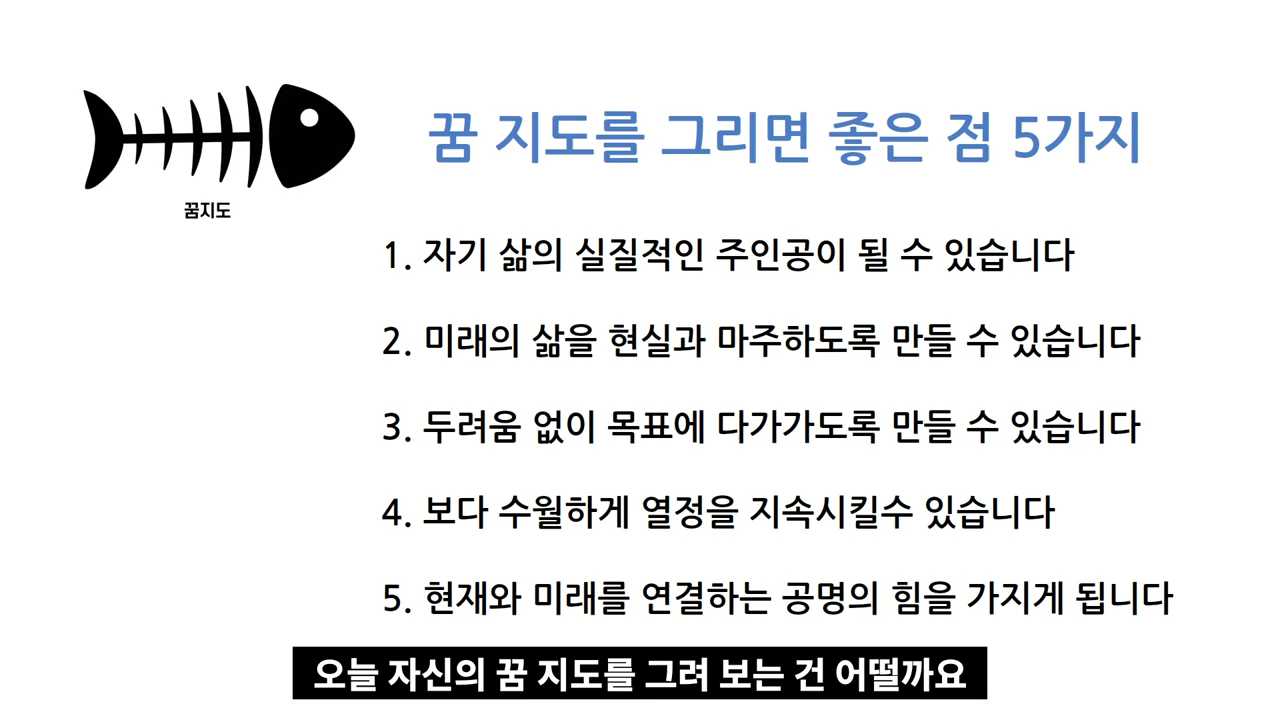 꿈 지도를 그리면 좋은 점 5가지
꿈지도
1. 자기 삶의 실질적인 주인공이 될 수 있습니다
2. 미래의 삶을 현실과 마주하도록 만들 수 있습니다
3. 두려움 없이 목표에 다가가도록 만들 수 있습니다
4. 보다 수월하게 열정을 지속시킬수 있습니다
5. 현재와 미래를 연결하는 공명의 힘을 가지게 됩니다
오늘 자신의 꿈 지도를 그려 보는 건 어떨까요